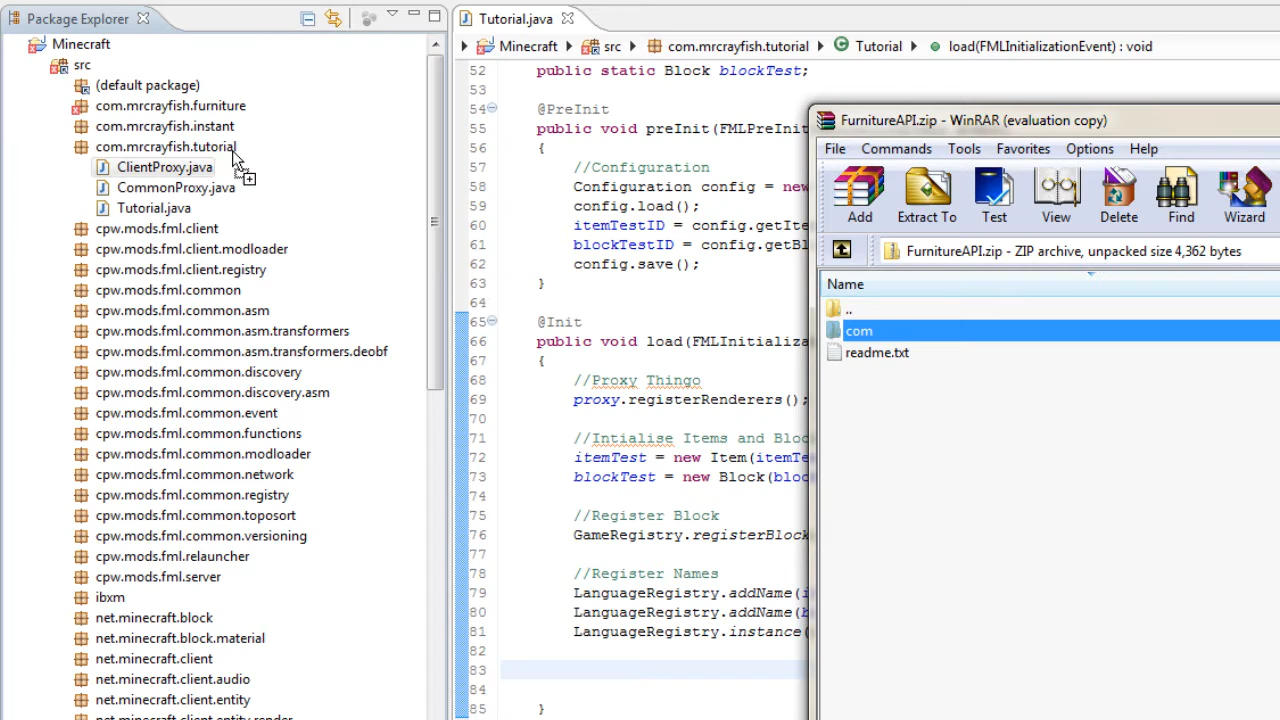 Package Explorer
Minecraft
src
(default package)
com.mrcrayfish.furniture
com.mrcrayfish.instant
com.mrcrayfish.tutorial
ClientProxy.java
CommonProxy.java
Tutorial.java
cpw.mods.fml.client
cpw.mods.fml.client.modloader
cpw.mods.fml.client.registry
cpw.mods.fml.common
cpw.mods.fml.common.asm
cpw.mods.fml.common.asm.transformers
cpw.mods.fml.common.asm.transformers.deobf
cpw.mods.fml.common.discovery
cpw.mods.fml.common.discovery.asm
cpw.mods.fml.common.event
cpw.mods.fml.common.functions
cpw.mods.fml.common.modloader
cpw.mods.fml.common.network
cpw.mods.fml.common.registry
cpw.mods.fml.common.toposort
cpw.mods.fml.common.versioning
cpw.mods.fml.relauncher
cpw.mods.fml.server
ibxm
net.minecraft.block
net.minecraft.block.material
net.minecraft.client
net.minecraft.client.audio
net.minecraft.client.entity
net.minecraft.client.entity.render
Tutorial.java
Minecraft src com.mrcrayfish.tutorial Tutorial load(FMLInitializationEvent) : void
52 public static Block blockTest;
53
54 @PreInit
55 public void preInit(FMLPreInit
56 {
57 //Configuration
58 Configuration config = new
59 config.load();
60 itemTestID = config.getIte
61 blockTestID = config.getBl
62 config.save();
63 }
64
65 @Init
66 public void load(FMLInitializa
67 {
68 //Proxy Thingo
69 proxy.registerRenderers();
70
71 //Intialise Items and Bloc
72 itemTest = new Item(itemTe
73 blockTest = new Block(bloc
74
75 //Register Block
76 GameRegistry.registerBlock
77
78 //Register Names
79 LanguageRegistry.addName(i
80 LanguageRegistry.addName(b
81 LanguageRegistry.instance(
82
83
84
85 }
FurnitureAPI.zip - WinRAR (evaluation copy)
File Commands Tools Favorites Options Help
Add Extract To Test View Delete Find Wizard
FurnitureAPI.zip - ZIP archive, unpacked size 4,362 bytes
Name
..
com
readme.txt